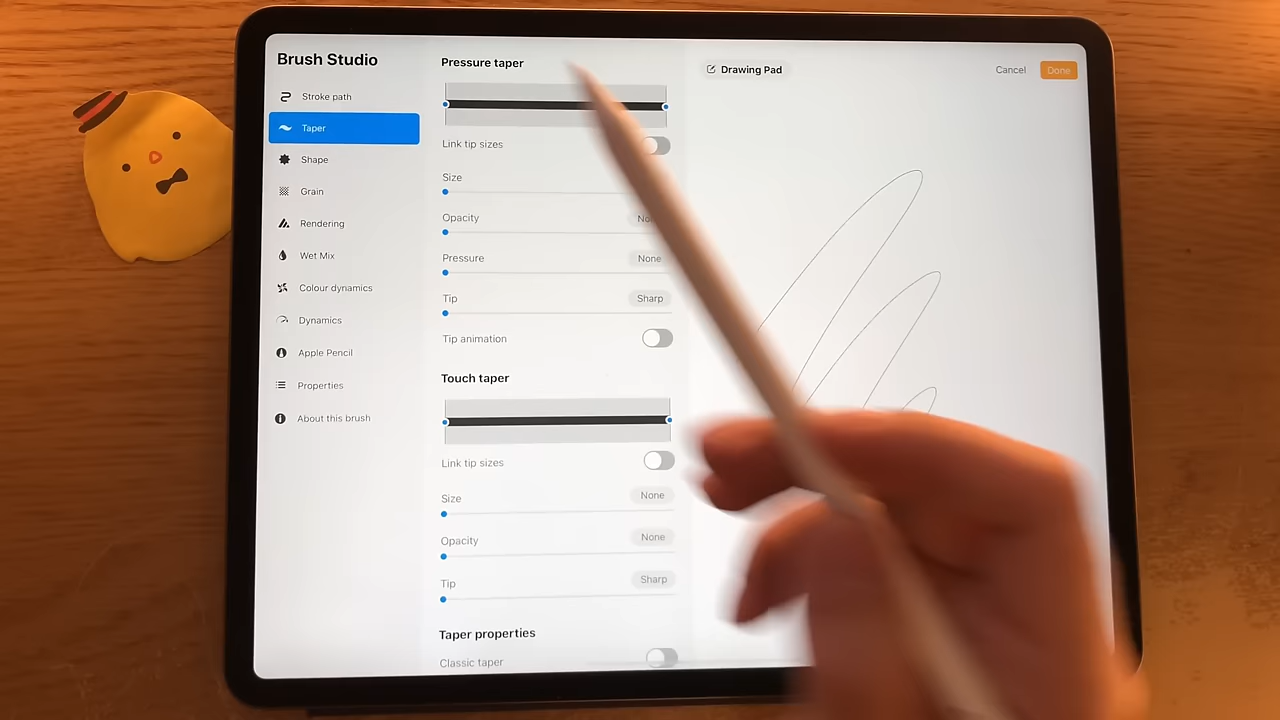 Brush Studio
Stroke path
Taper
Shape
Grain
Rendering
Wet Mix
Colour dynamics
Dynamics
Apple Pencil
Properties
About this brush
Pressure taper
Link tip sizes
Size
Opacity
Pressure None
Tip Sharp
Tip animation
Touch taper
Link tip sizes
Size None
Opacity None
Tip Sharp
Taper properties
Classic taper
Drawing Pad
Cancel Done